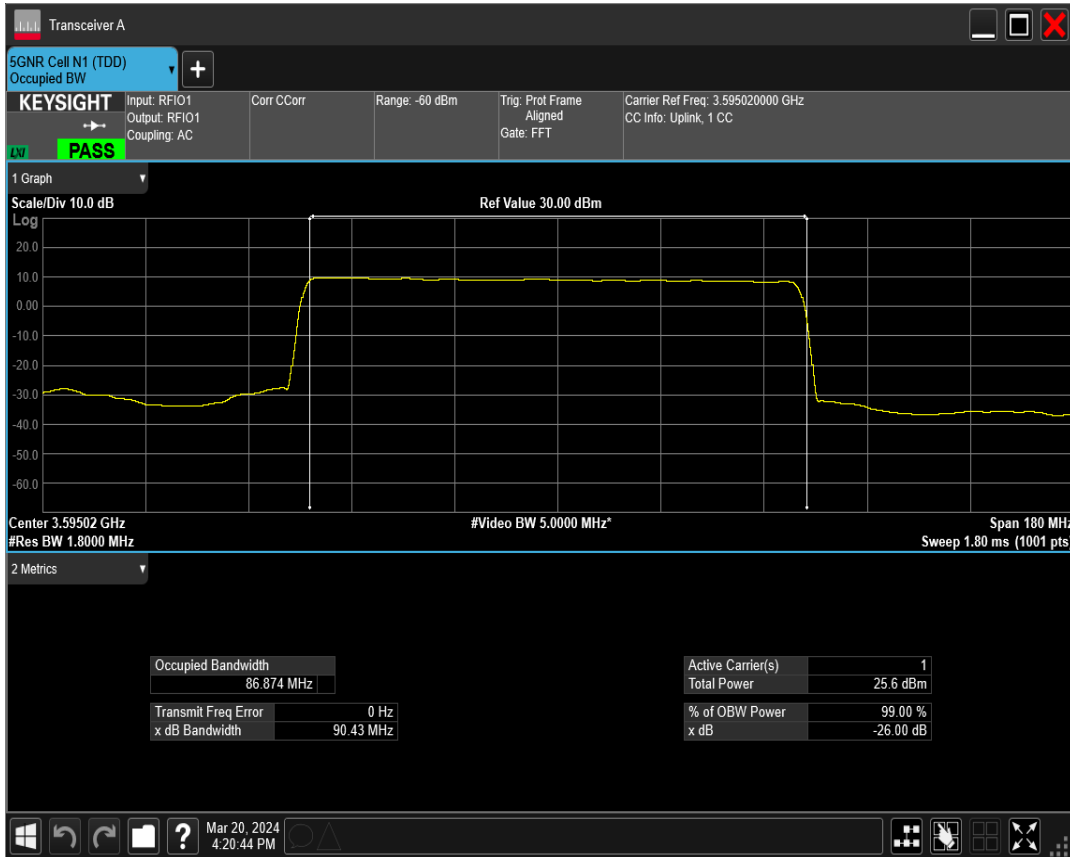 Transceiver A
5GNR Cell N1 (TDD)
Occupied BW
+
KEYSIGHT
LXI
PASS
Input: RFIO1
Output: RFIO1
Coupling: AC
Corr CCorr
Range: -60 dBm
Trig: Prot Frame
Aligned
Gate: FFT
Carrier Ref Freq: 3.595020000 GHz
CC Info: Uplink, 1 CC
1 Graph
Scale/Div 10.0 dB
Ref Value 30.00 dBm
Log
20.0
10.0
0.00
-10.0
-20.0
-30.0
-40.0
-50.0
-60.0
Center 3.59502 GHz
#Video BW 5.0000 MHz*
Span 180 MHz
#Res BW 1.8000 MHz
Sweep 1.80 ms (1001 pts)
2 Metrics
Occupied Bandwidth
86.874 MHz
Transmit Freq Error 0 Hz
x dB Bandwidth 90.43 MHz
Active Carrier(s) 1
Total Power 25.6 dBm
% of OBW Power 99.00 %
x dB -26.00 dB
?
Mar 20, 2024
4:20:44 PM